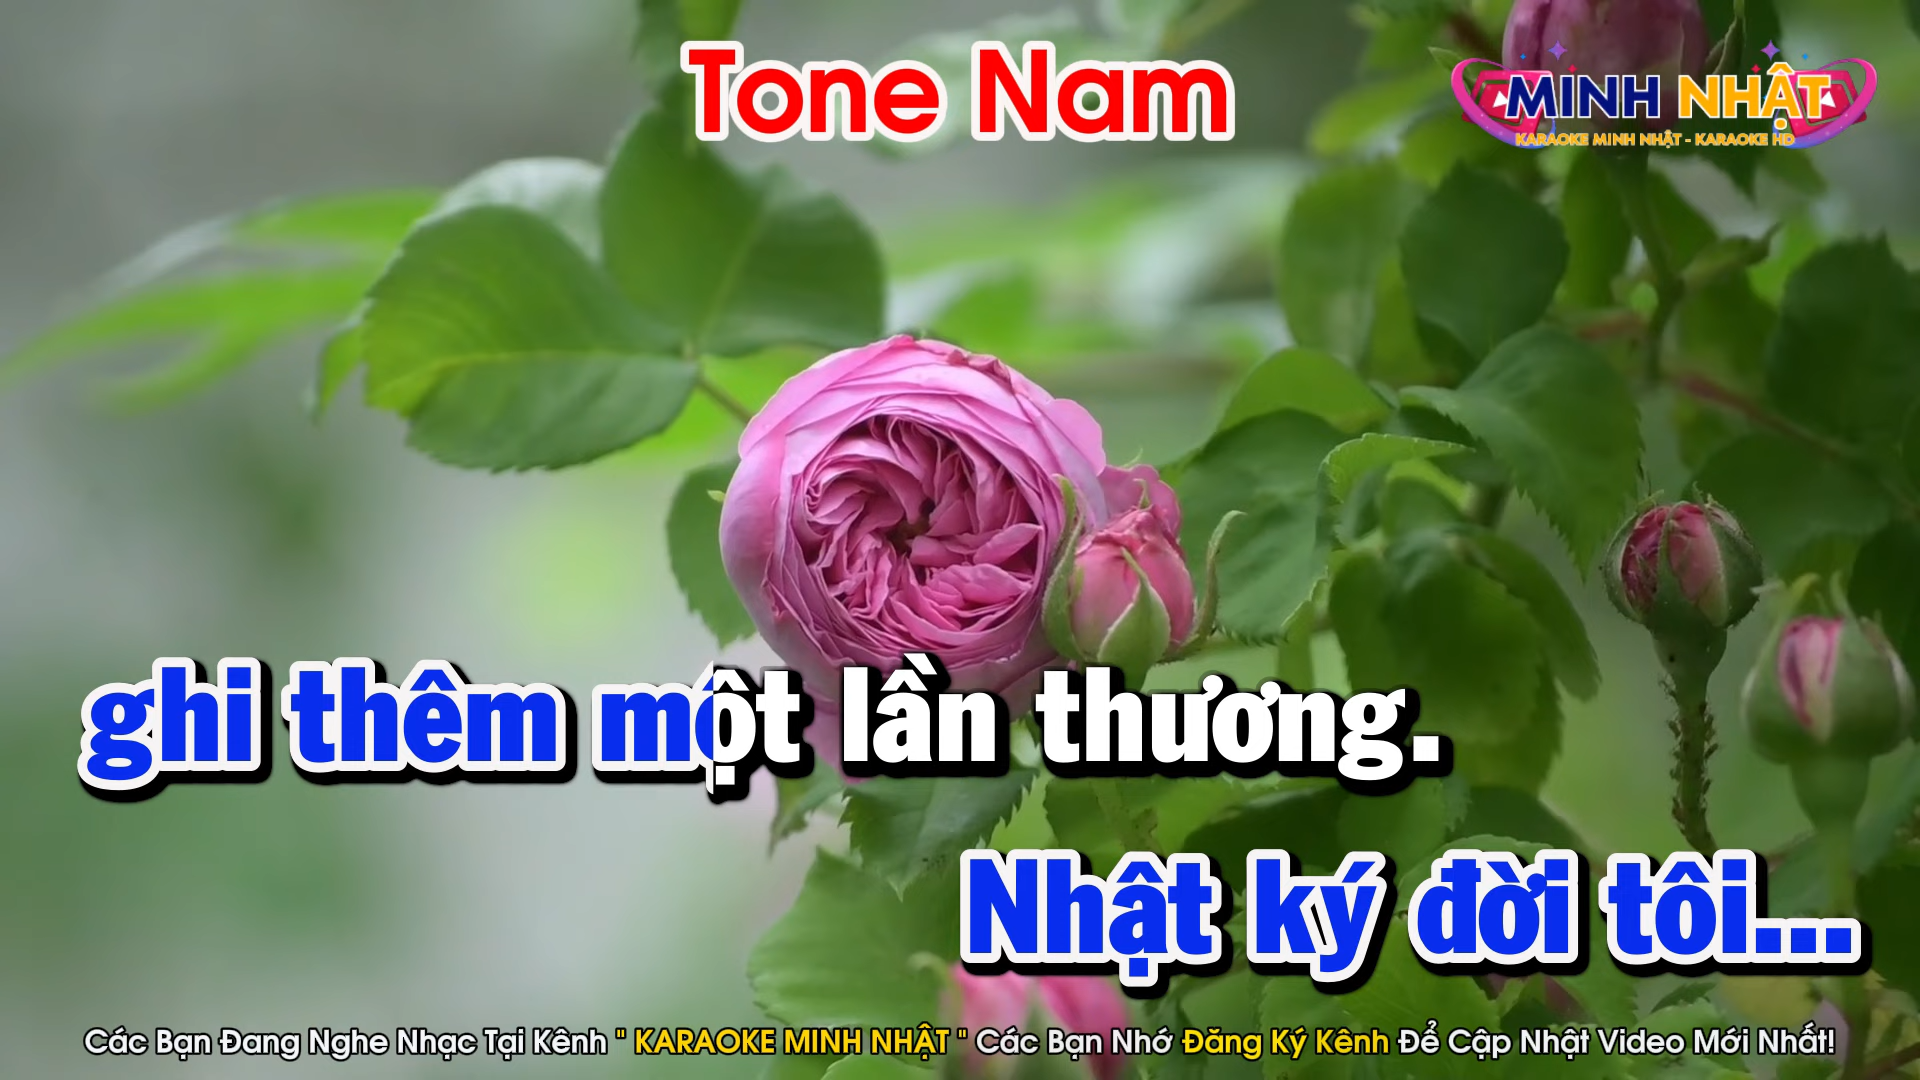 Tone Nam
MINH NHẬT
KARAOKE MINH NHẬT - KARAOKE HD
ghi thêm một lần thương.
Nhật ký đời tôi...
Các Bạn Đang Nghe Nhạc Tại Kênh " KARAOKE MINH NHẬT " Các Bạn Nhớ Đăng Ký Kênh Để Cập Nhật Video Mới Nhất!